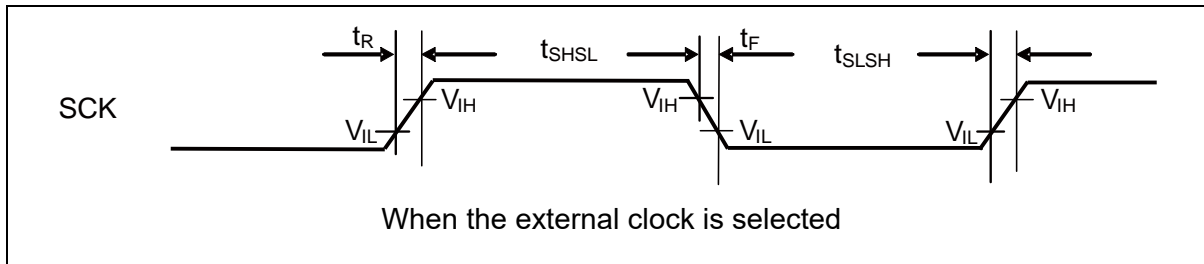 tR tSHSL tF tSLSH
SCK
VIH VIH VIH
VIL VIL VIL
When the external clock is selected